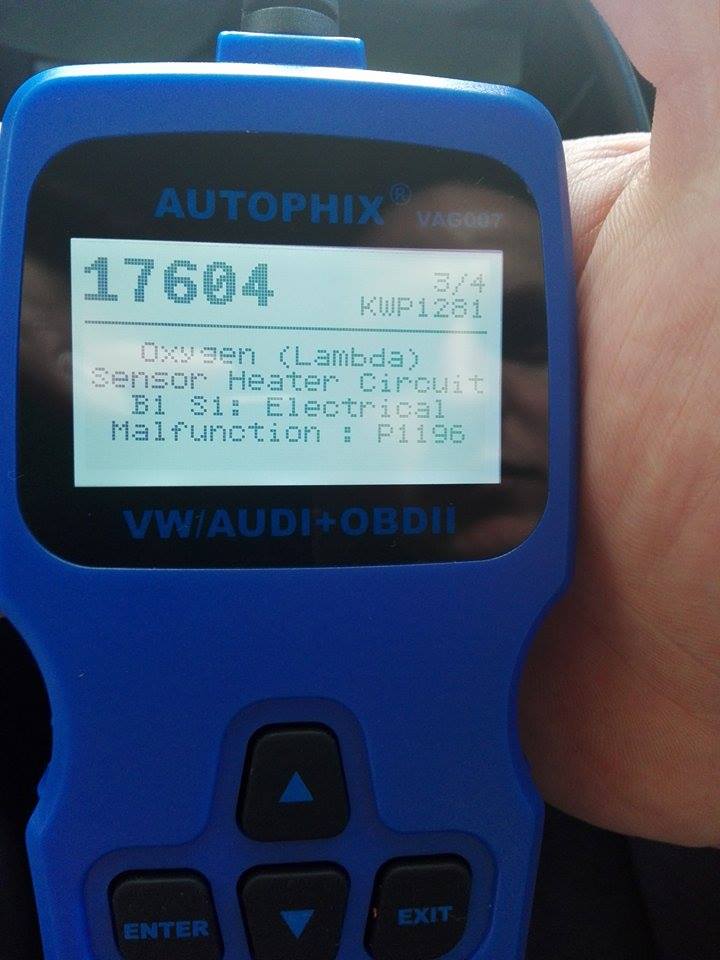 AUTOPHIX®
VAG007
17604
3/4
KWP1281
Oxygen (Lambda)
Sensor Heater Circuit
B1 S1: Electrical
Malfunction : P1196
VW/AUDI+OBDII
ENTER
EXIT